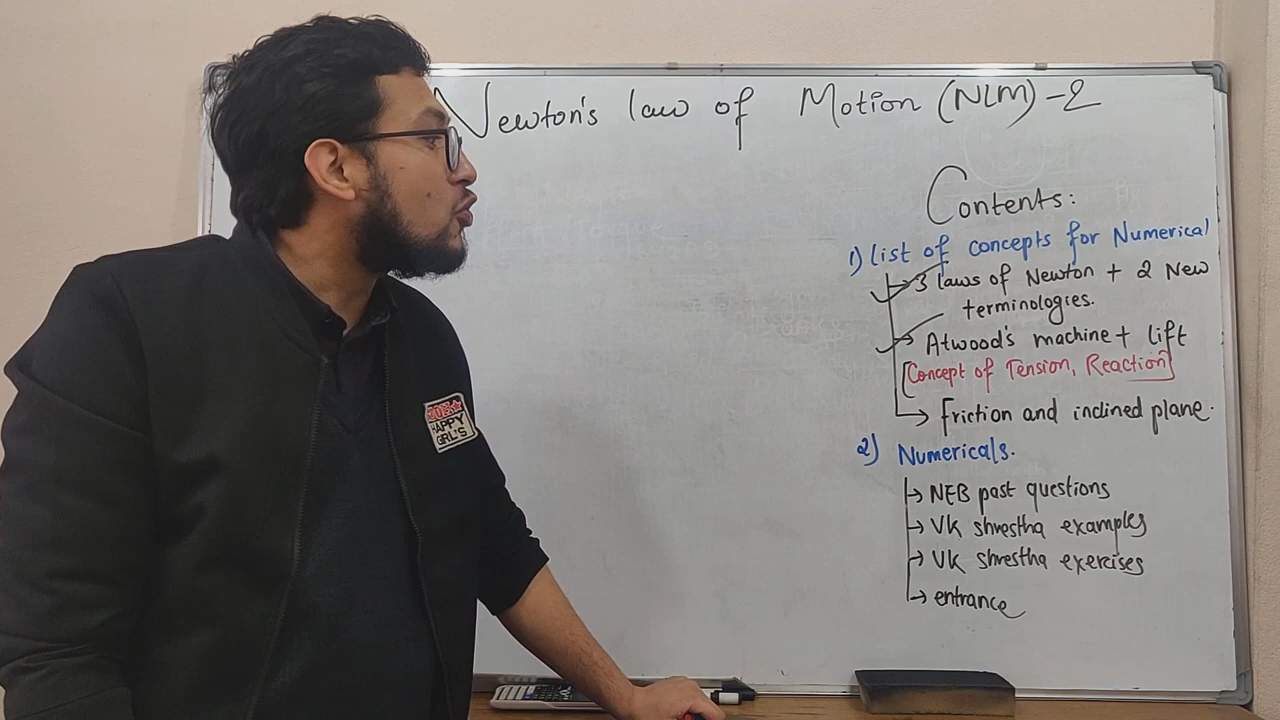 Newton's law of Motion (NLM)-2
Contents:
1) list of concepts for Numerical
→ 3 laws of Newton + 2 New
terminologies.
→ Atwood's machine + lift
[Concept of Tension, Reaction]
→ Friction and inclined plane.
2) Numericals.
→ NEB past questions
→ VK shrestha examples
→ VK shrestha exercises
→ entrance
APPY
GRL'S